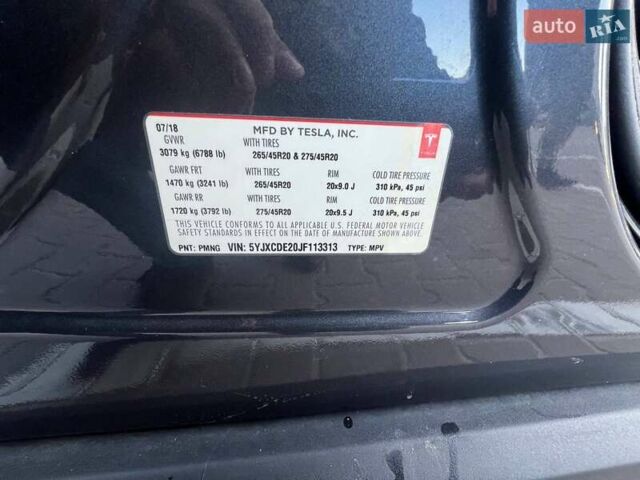 auto RIA.com
07/18 MFD BY TESLA, INC. TESLA
GVWR WITH TIRES
3079 kg (6788 lb) 265/45R20 & 275/45R20
GAWR FRT WITH TIRES RIM COLD TIRE PRESSURE
1470 kg (3241 lb) 265/45R20 20x9.0 J 310 kPa, 45 psi
GAWR RR WITH TIRES RIM COLD TIRE PRESSURE
1720 kg (3792 lb) 275/45R20 20x9.5 J 310 kPa, 45 psi
THIS VEHICLE CONFORMS TO ALL APPLICABLE U.S. FEDERAL MOTOR VEHICLE
SAFETY STANDARDS IN EFFECT ON THE DATE OF MANUFACTURE SHOWN ABOVE.
PNT: PMNG VIN: 5YJXCDE20JF113313 TYPE: MPV